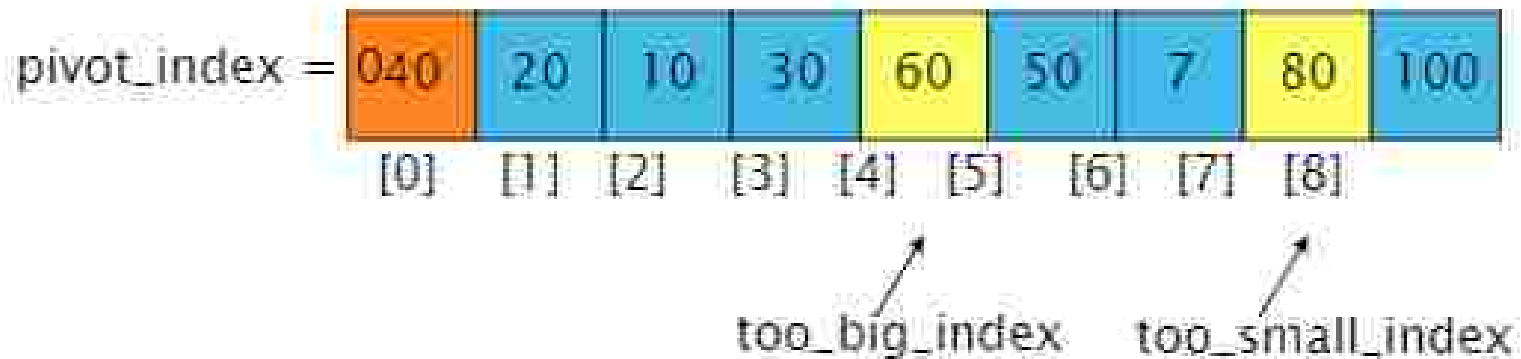 pivot_index = 040 20 10 30 60 50 7 80 100
[0] [1] [2] [3] [4] [5] [6] [7] [8]
too_big_index too_small_index